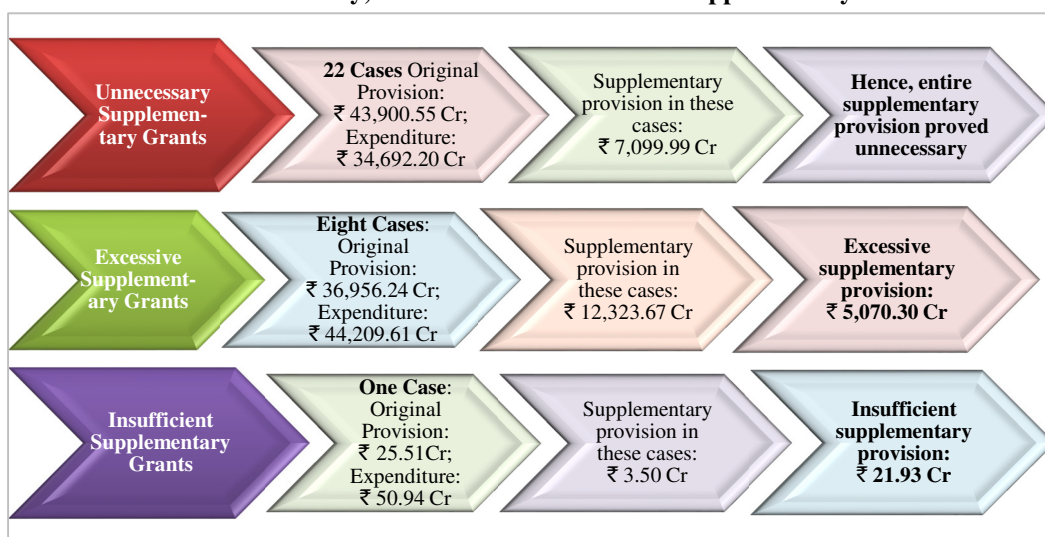 Unnecessary
Supplemen-
tary Grants
22 Cases Original
Provision:
₹ 43,900.55 Cr;
Expenditure:
₹ 34,692.20 Cr
Supplementary
provision in these
cases:
₹ 7,099.99 Cr
Hence, entire
supplementary
provision proved
unnecessary
Excessive
Supplement-
ary Grants
Eight Cases:
Original
Provision:
₹ 36,956.24 Cr;
Expenditure:
₹ 44,209.61 Cr
Supplementary
provision in
these cases:
₹ 12,323.67 Cr
Excessive
supplementary
provision:
₹ 5,070.30 Cr
Insufficient
Supplementary
Grants
One Case:
Original
Provision:
₹ 25.51Cr;
Expenditure:
₹ 50.94 Cr
Supplementary
provision in
these cases:
₹ 3.50 Cr
Insufficient
supplementary
provision:
₹ 21.93 Cr